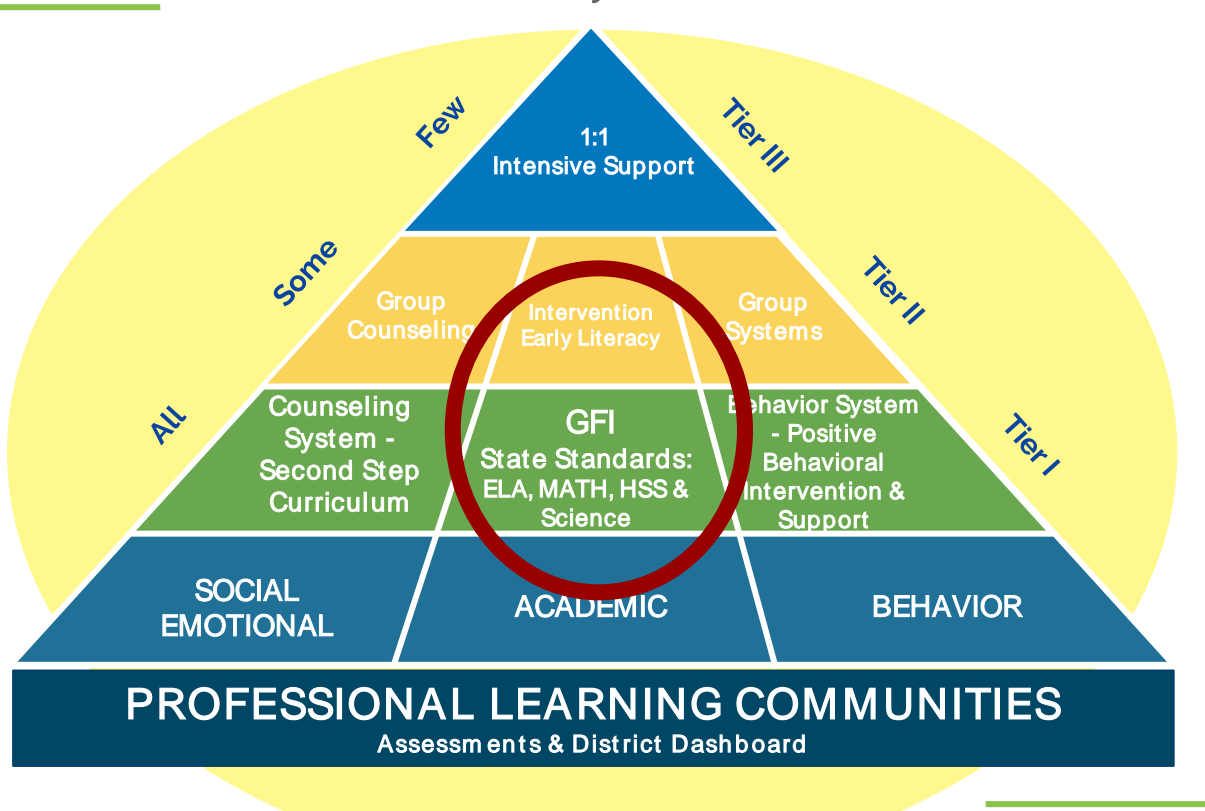 Few
Tier III
1:1
Intensive Support
Some
Tier II
Group
Counseling
Intervention
Early Literacy
Group
Systems
All
Tier I
Counseling
System -
Second Step
Curriculum
GFI
State Standards:
ELA, MATH, HSS &
Science
Behavior System
- Positive
Behavioral
Intervention &
Support
SOCIAL
EMOTIONAL
ACADEMIC
BEHAVIOR
PROFESSIONAL LEARNING COMMUNITIES
Assessments & District Dashboard